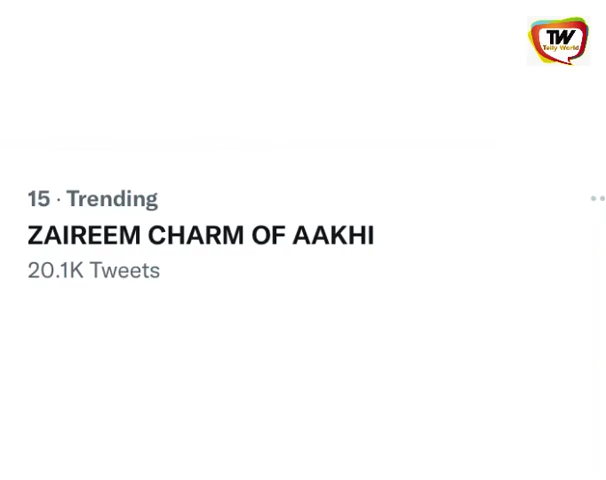 TW
Telly World
15 · Trending
ZAIREEM CHARM OF AAKHI
20.1K Tweets